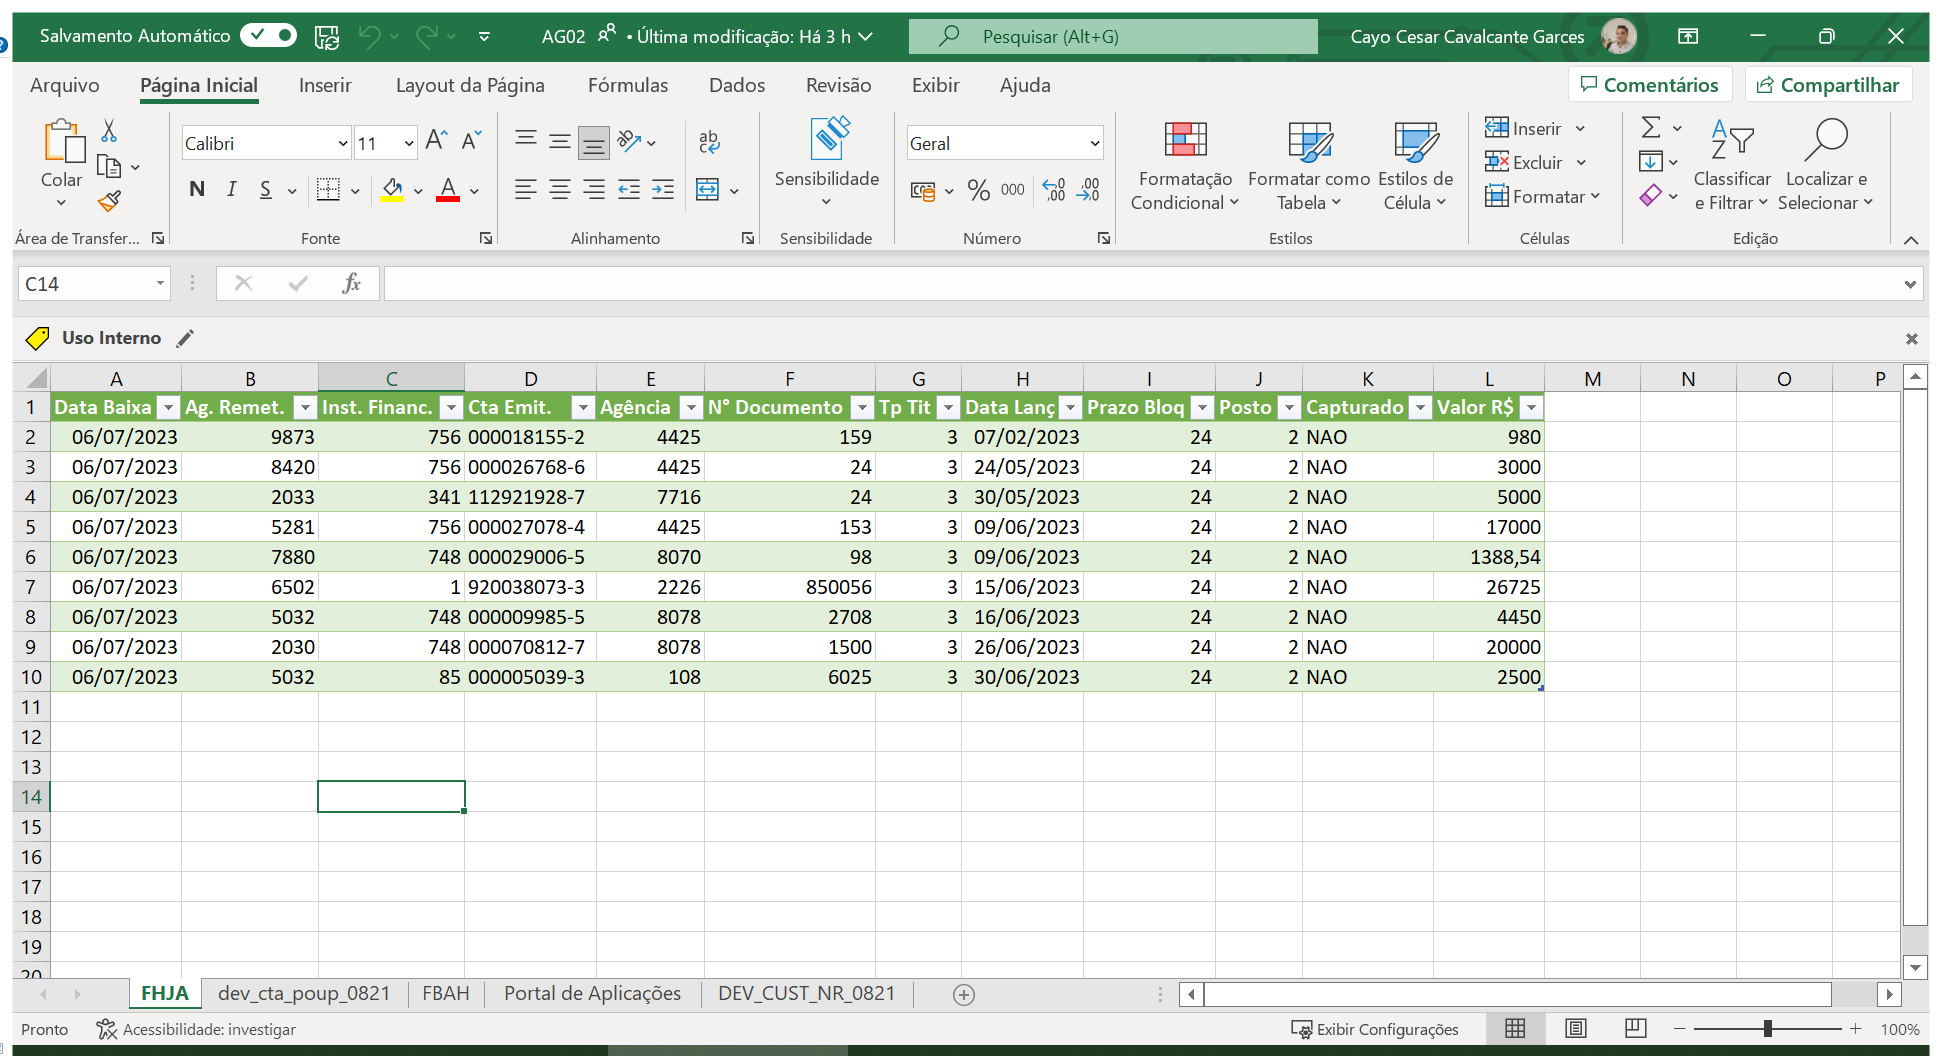 Salvamento Automático AG02 • Última modificação: Há 3 h Pesquisar (Alt+G) Cayo Cesar Cavalcante Garces
Arquivo Página Inicial Inserir Layout da Página Fórmulas Dados Revisão Exibir Ajuda Comentários Compartilhar
Colar
Área de Transfer...
Calibri 11
N I S A
Fonte
ab
Alinhamento
Sensibilidade
Sensibilidade
Geral
% 000 ,00 ,00
Número
Formatação Condicional
Formatar como Tabela
Estilos de Célula
Estilos
Inserir
Excluir
Formatar
Células
Classificar e Filtrar
Localizar e Selecionar
Edição
C14 fx
Uso Interno
A B C D E F G H I J K L M N O P
1 Data Baixa Ag. Remet. Inst. Financ. Cta Emit. Agência N° Documento Tp Tit Data Lanç Prazo Bloq Posto Capturado Valor R$
2 06/07/2023 9873 756 000018155-2 4425 159 3 07/02/2023 24 2 NAO 980
3 06/07/2023 8420 756 000026768-6 4425 24 3 24/05/2023 24 2 NAO 3000
4 06/07/2023 2033 341 112921928-7 7716 24 3 30/05/2023 24 2 NAO 5000
5 06/07/2023 5281 756 000027078-4 4425 153 3 09/06/2023 24 2 NAO 17000
6 06/07/2023 7880 748 000029006-5 8070 98 3 09/06/2023 24 2 NAO 1388,54
7 06/07/2023 6502 1 920038073-3 2226 850056 3 15/06/2023 24 2 NAO 26725
8 06/07/2023 5032 748 000009985-5 8078 2708 3 16/06/2023 24 2 NAO 4450
9 06/07/2023 2030 748 000070812-7 8078 1500 3 26/06/2023 24 2 NAO 20000
10 06/07/2023 5032 85 000005039-3 108 6025 3 30/06/2023 24 2 NAO 2500
11
12
13
14
15
16
17
18
19
20
FHJA dev_cta_poup_0821 FBAH Portal de Aplicações DEV_CUST_NR_0821
Pronto Acessibilidade: investigar Exibir Configurações 100%